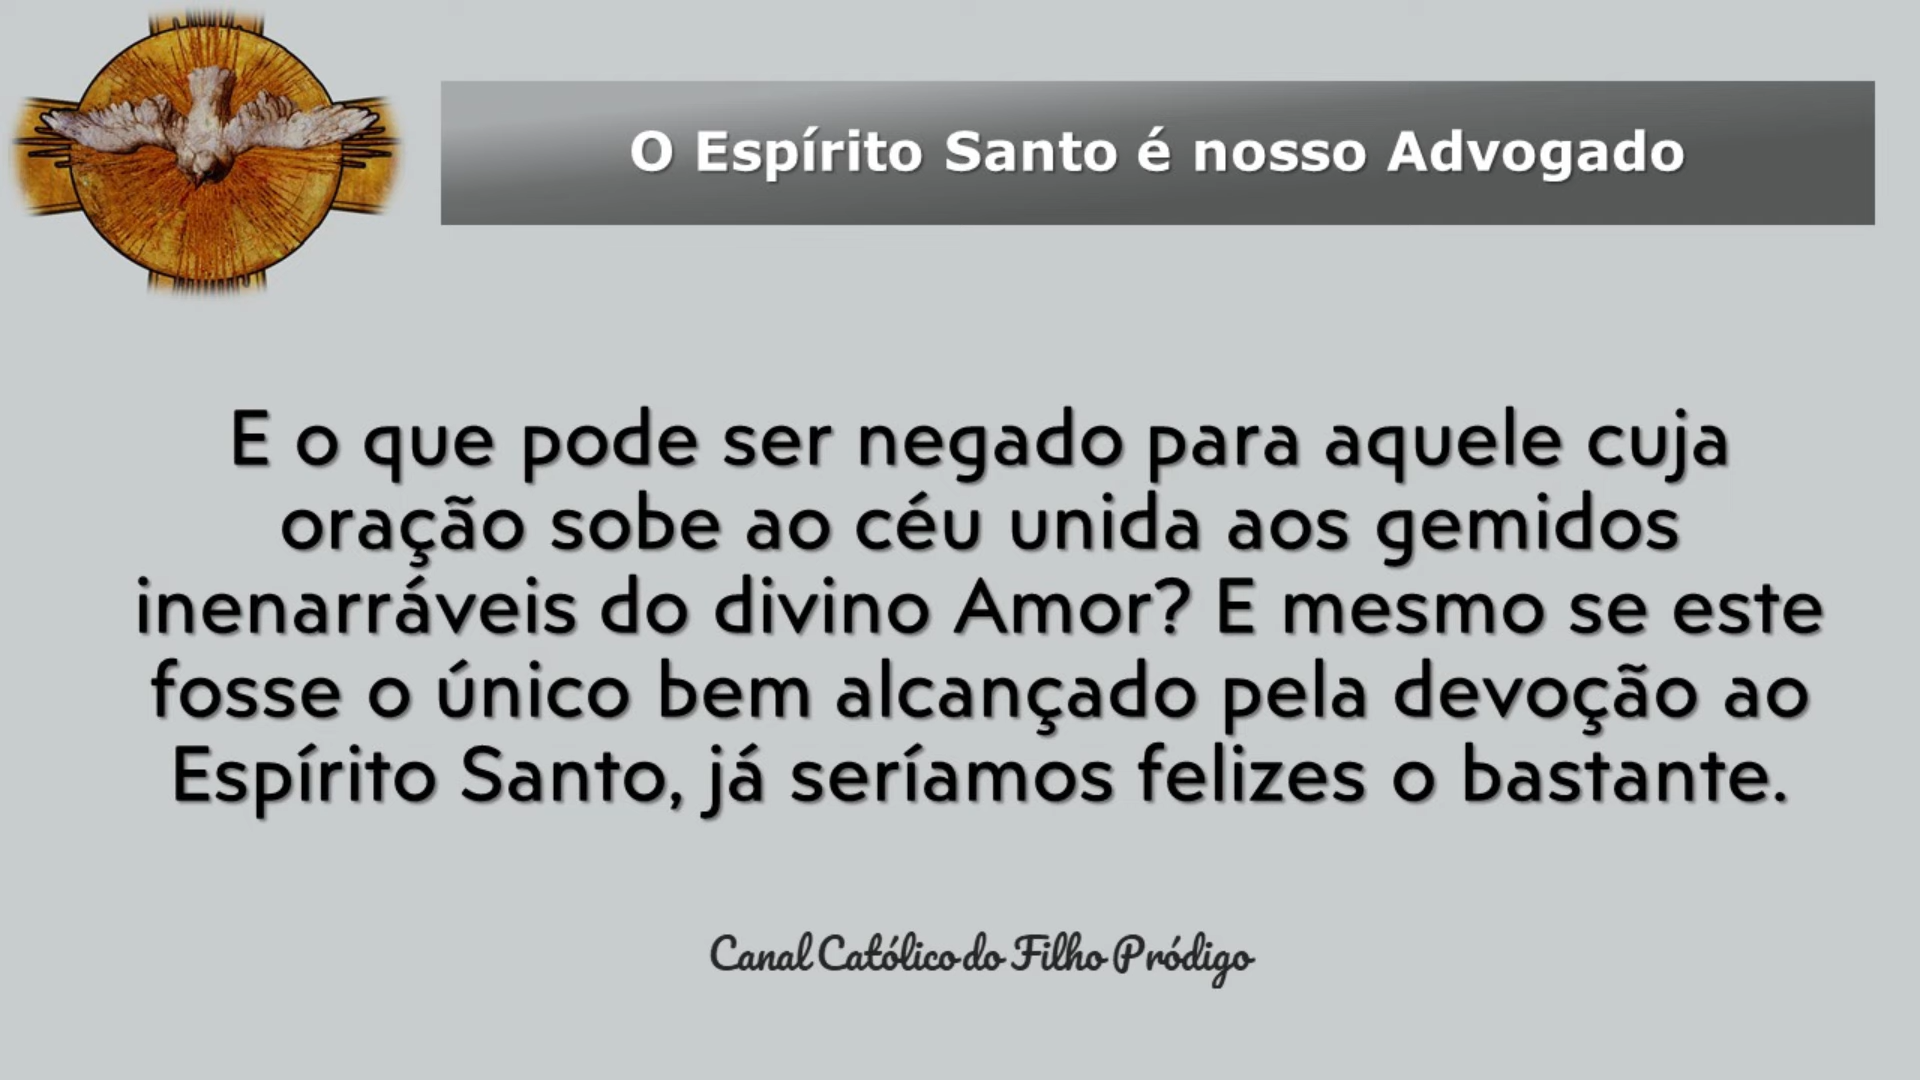 O Espírito Santo é nosso Advogado
E o que pode ser negado para aquele cuja
oração sobe ao céu unida aos gemidos
inenarráveis do divino Amor? E mesmo se este
fosse o único bem alcançado pela devoção ao
Espírito Santo, já seríamos felizes o bastante.
Canal Católico do Filho Pródigo